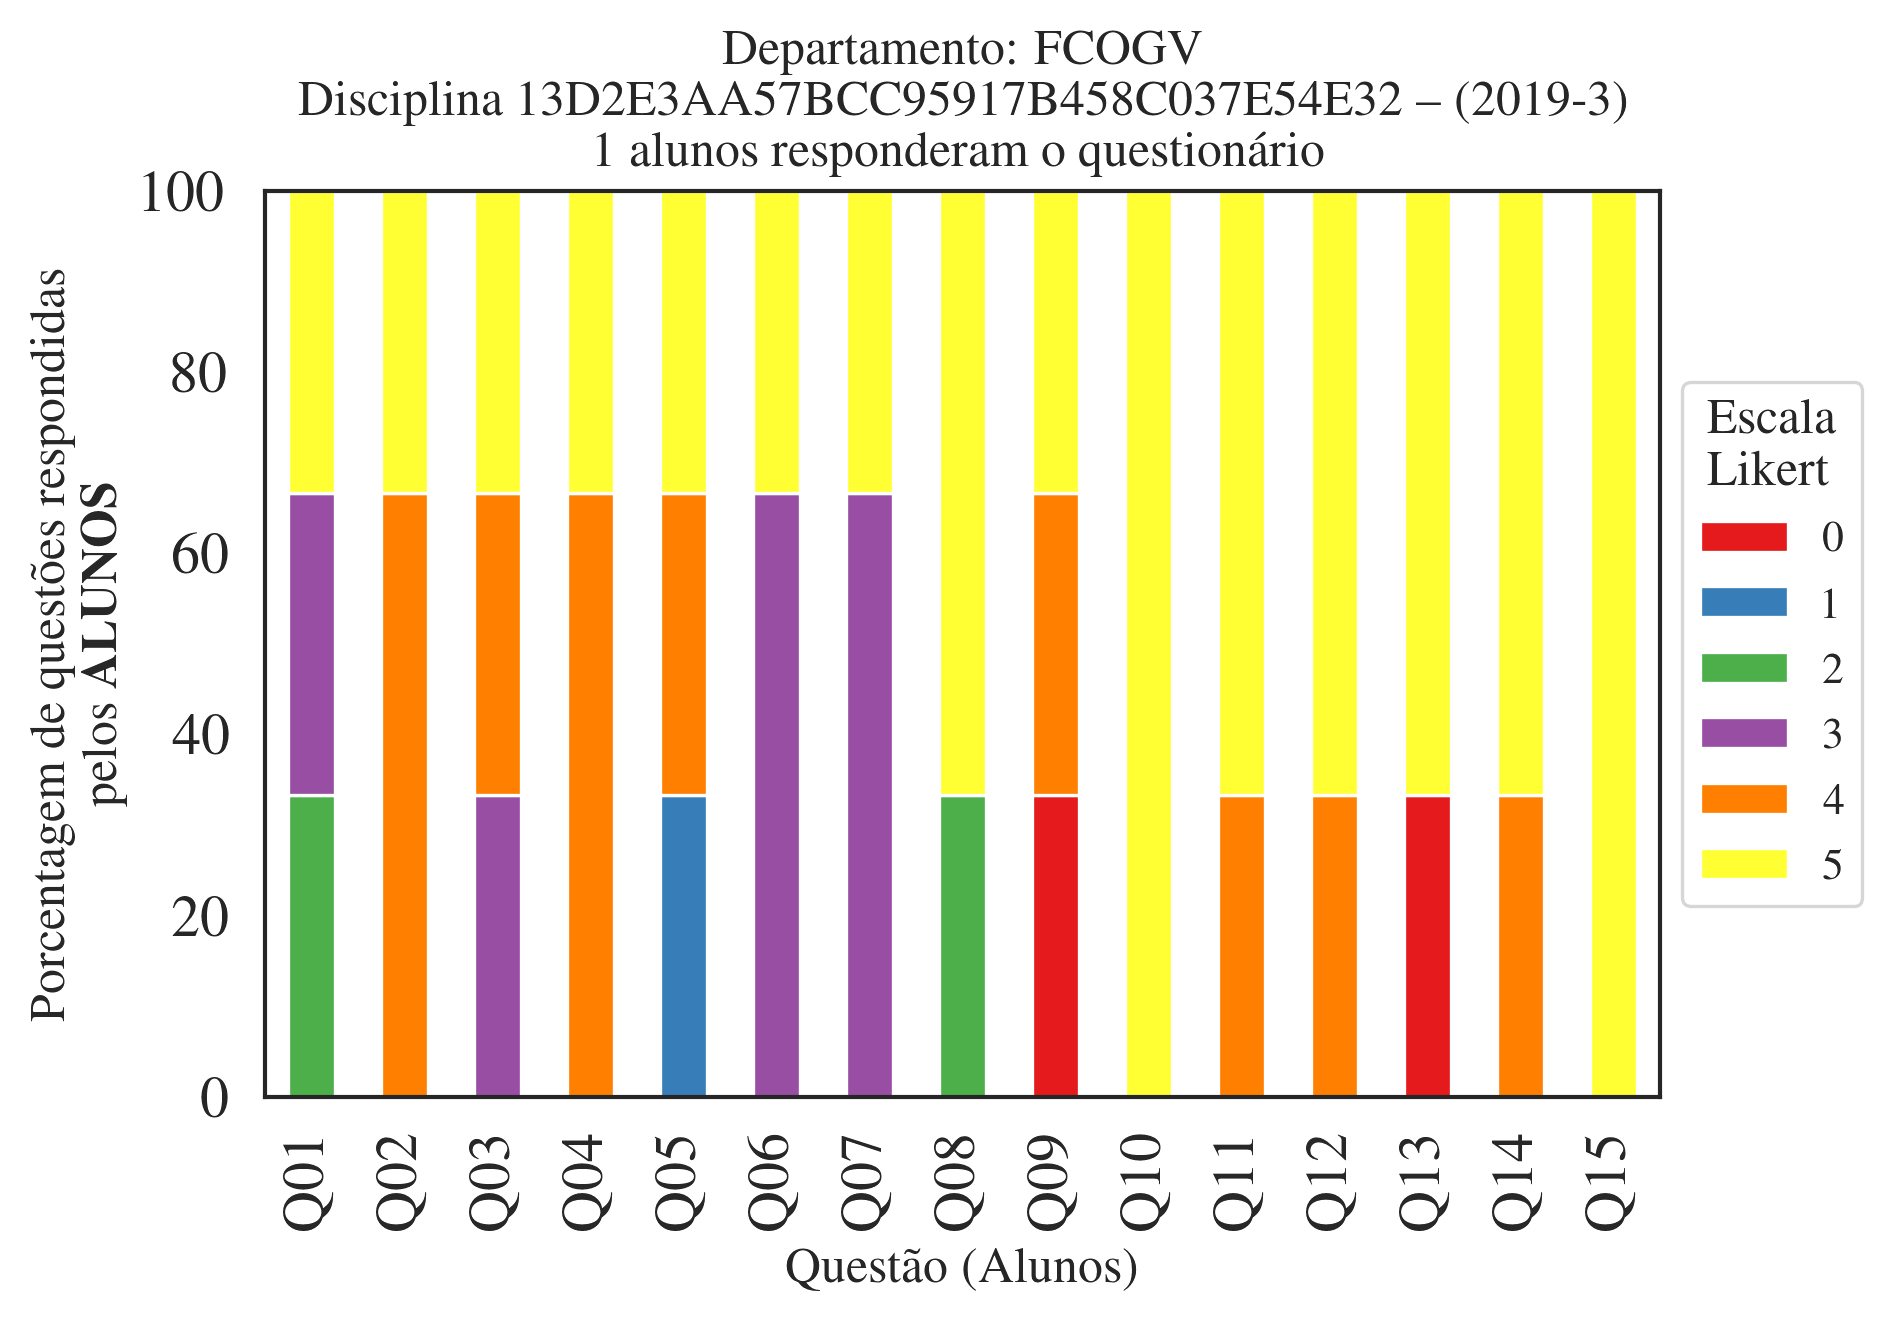 Departamento: FCOGV
Disciplina 13D2E3AA57BCC95917B458C037E54E32 – (2019-3)
1 alunos responderam o questionário
Porcentagem de questões respondidas
pelos ALUNOS
100
80
60
40
20
0
Q01
Q02
Q03
Q04
Q05
Q06
Q07
Q08
Q09
Q10
Q11
Q12
Q13
Q14
Q15
Questão (Alunos)
Escala
Likert
0
1
2
3
4
5